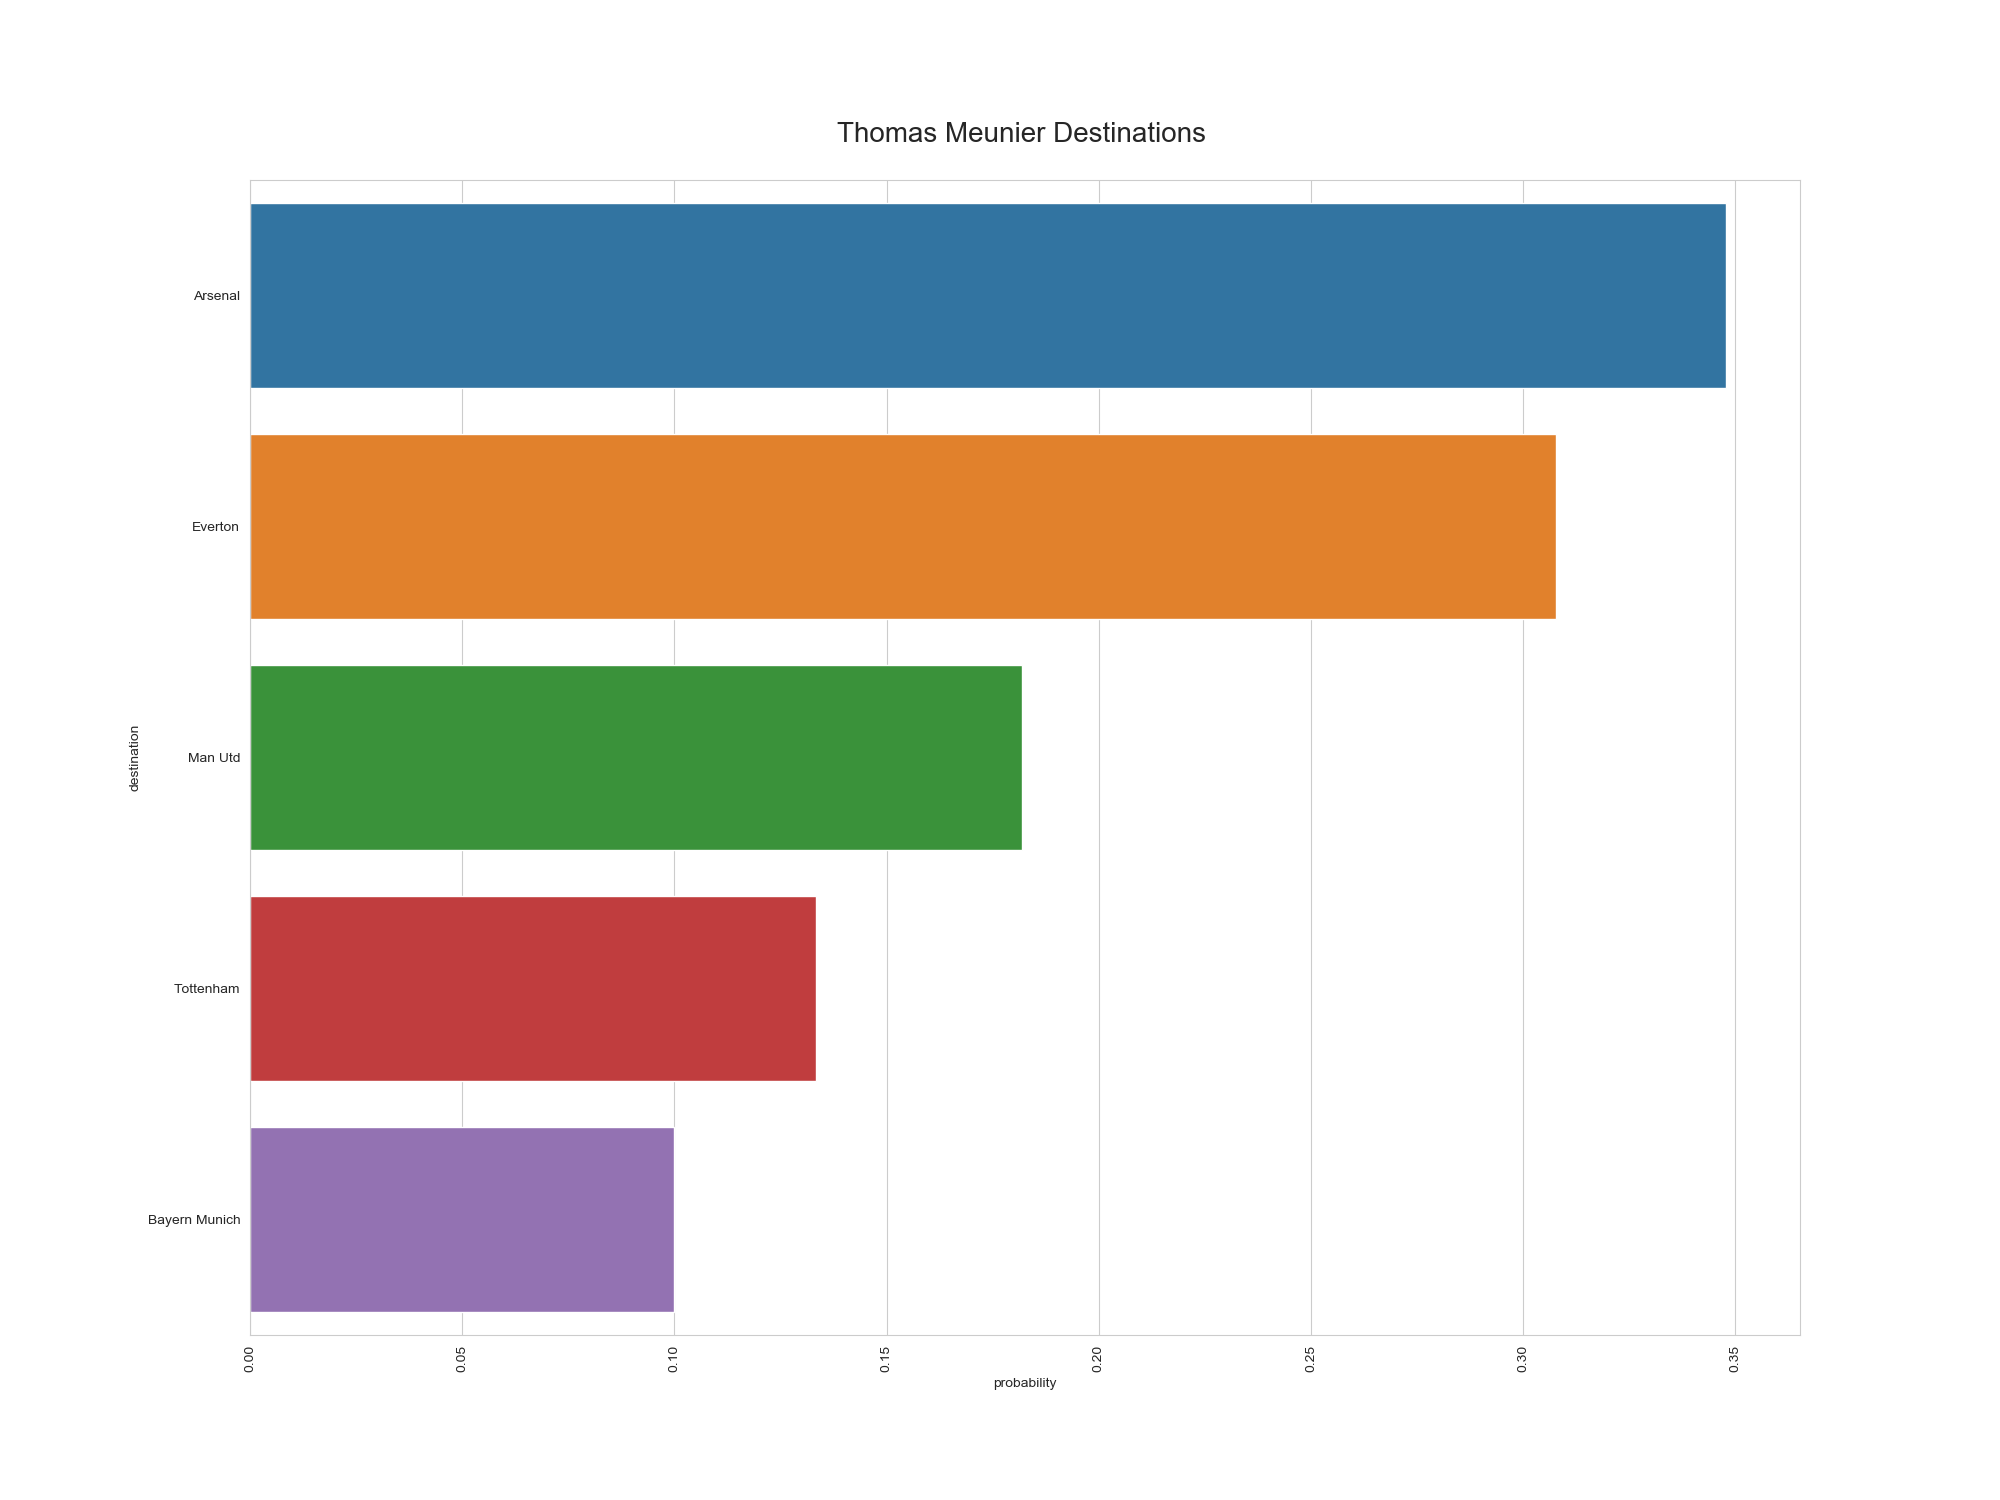 Thomas Meunier Destinations
Arsenal
Everton
Man Utd
Tottenham
Bayern Munich
destination
0.00
0.05
0.10
0.15
0.20
0.25
0.30
0.35
probability